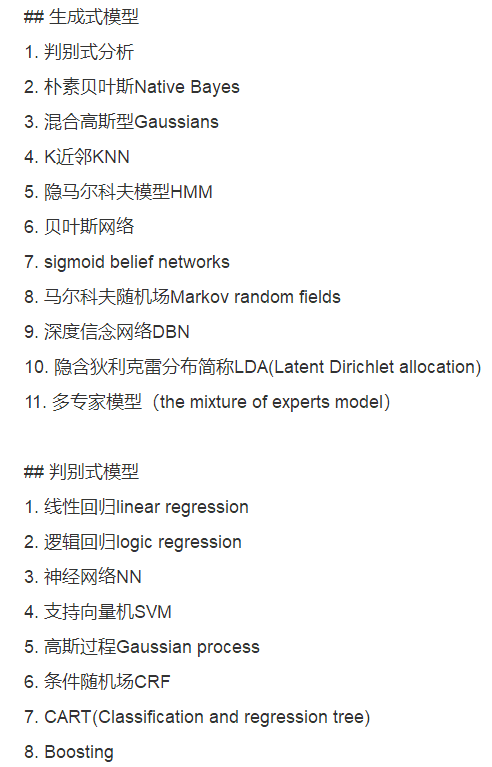 ## 生成式模型
1. 判别式分析
2. 朴素贝叶斯Native Bayes
3. 混合高斯型Gaussians
4. K近邻KNN
5. 隐马尔科夫模型HMM
6. 贝叶斯网络
7. sigmoid belief networks
8. 马尔科夫随机场Markov random fields
9. 深度信念网络DBN
10. 隐含狄利克雷分布简称LDA(Latent Dirichlet allocation)
11. 多专家模型（the mixture of experts model）
## 判别式模型
1. 线性回归linear regression
2. 逻辑回归logic regression
3. 神经网络NN
4. 支持向量机SVM
5. 高斯过程Gaussian process
6. 条件随机场CRF
7. CART(Classification and regression tree)
8. Boosting